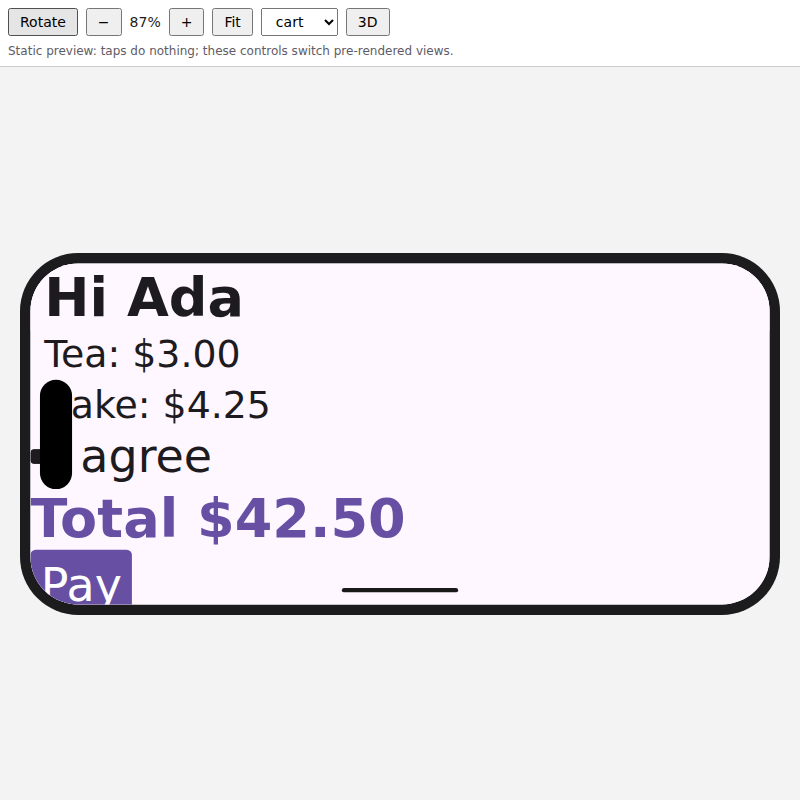 Rotate − 87% + Fit cart 3D
Static preview: taps do nothing; these controls switch pre-rendered views.
Hi Ada
Tea: $3.00
ake: $4.25
agree
Total $42.50
Pay